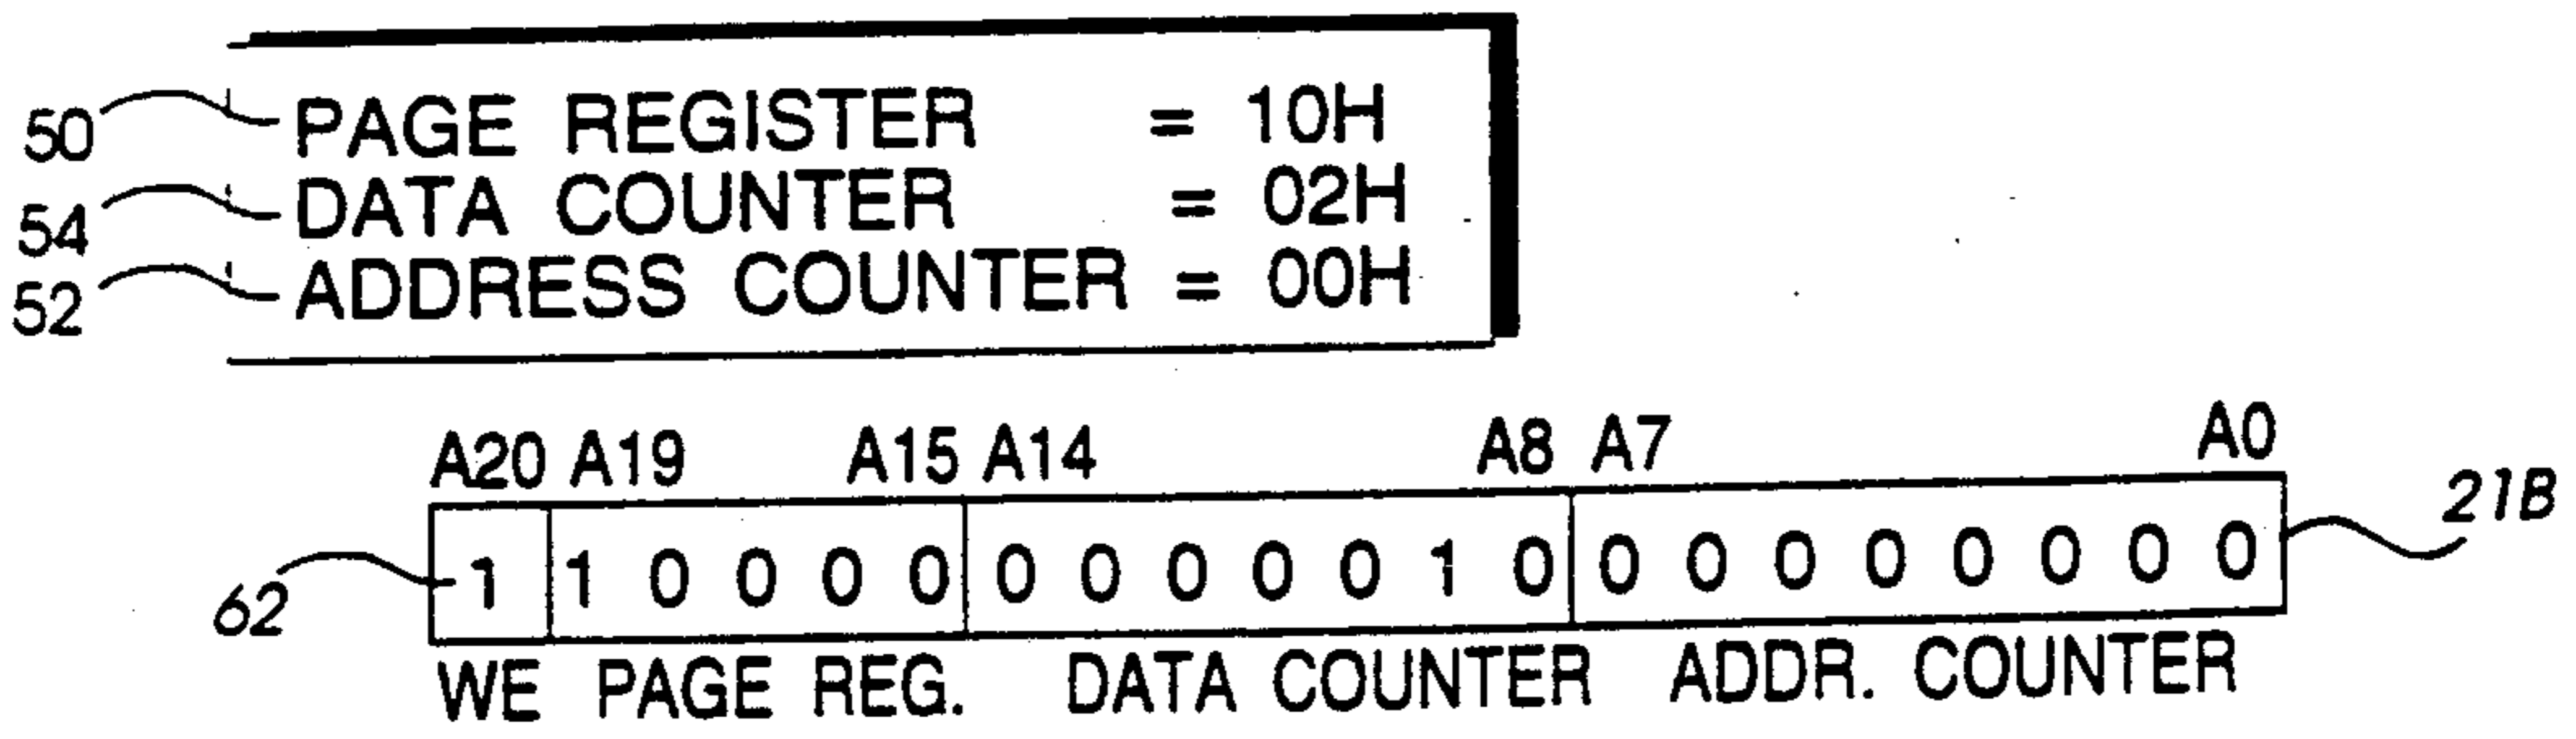 50 PAGE REGISTER = 10H
54 DATA COUNTER = 02H
52 ADDRESS COUNTER = 00H
A20 A19 A15 A14 A8 A7 A0
21B
62 1 1 0 0 0 0 0 0 0 0 0 1 0 0 0 0 0 0 0 0 0
WE PAGE REG. DATA COUNTER ADDR. COUNTER